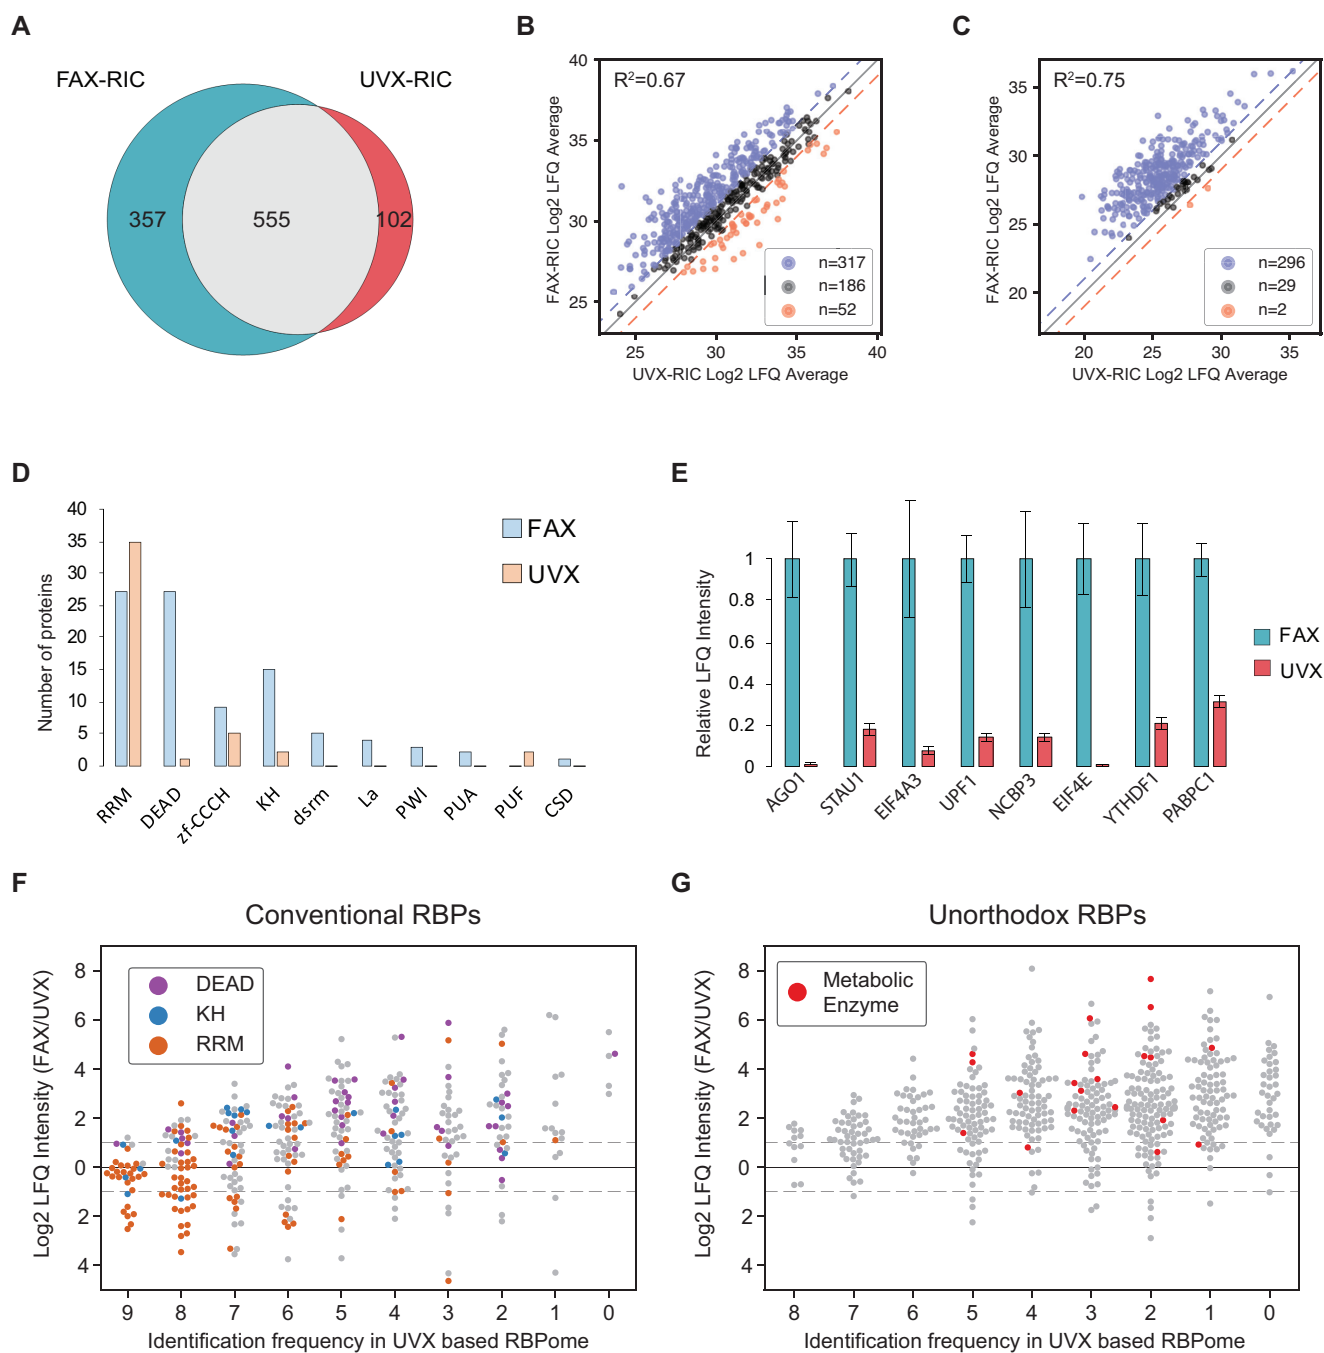 A
FAX-RIC
UVX-RIC
357
555
102
B
R²=0.67
FAX-RIC Log2 LFQ Average
40
35
30
25
n=317
n=186
n=52
25
30
35
40
UVX-RIC Log2 LFQ Average
C
R²=0.75
FAX-RIC Log2 LFQ Average
35
30
25
20
n=296
n=29
n=2
20
25
30
35
UVX-RIC Log2 LFQ Average
D
Number of proteins
40
35
30
25
20
15
10
5
0
FAX
UVX
RRM
DEAD
zf-CCCH
KH
dsrm
La
PWI
PUA
PUF
CSD
E
Relative LFQ Intensity
1
0.8
0.6
0.4
0.2
0
FAX
UVX
AGO1
STAU1
EIF4A3
UPF1
NCBP3
EIF4E
YTHDF1
PABPC1
F
Conventional RBPs
Log2 LFQ Intensity (FAX/UVX)
8
6
4
2
0
2
4
DEAD
KH
RRM
9
8
7
6
5
4
3
2
1
0
Identification frequency in UVX based RBPome
G
Unorthodox RBPs
Log2 LFQ Intensity (FAX/UVX)
8
6
4
2
0
2
4
Metabolic
Enzyme
8
7
6
5
4
3
2
1
0
Identification frequency in UVX based RBPome